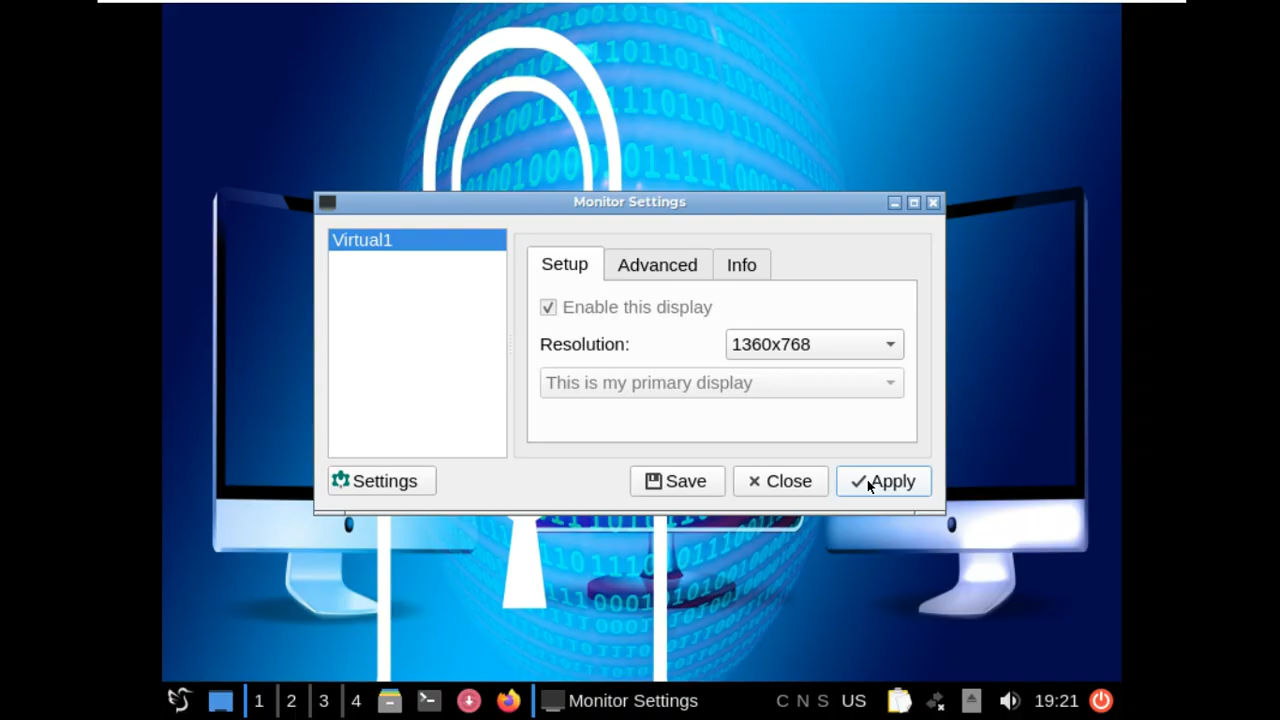 Monitor Settings
Virtual1
Setup
Advanced
Info
Enable this display
Resolution:
1360x768
This is my primary display
Settings
Save
Close
Apply
1 2 3 4
Monitor Settings
C N S
US
19:21